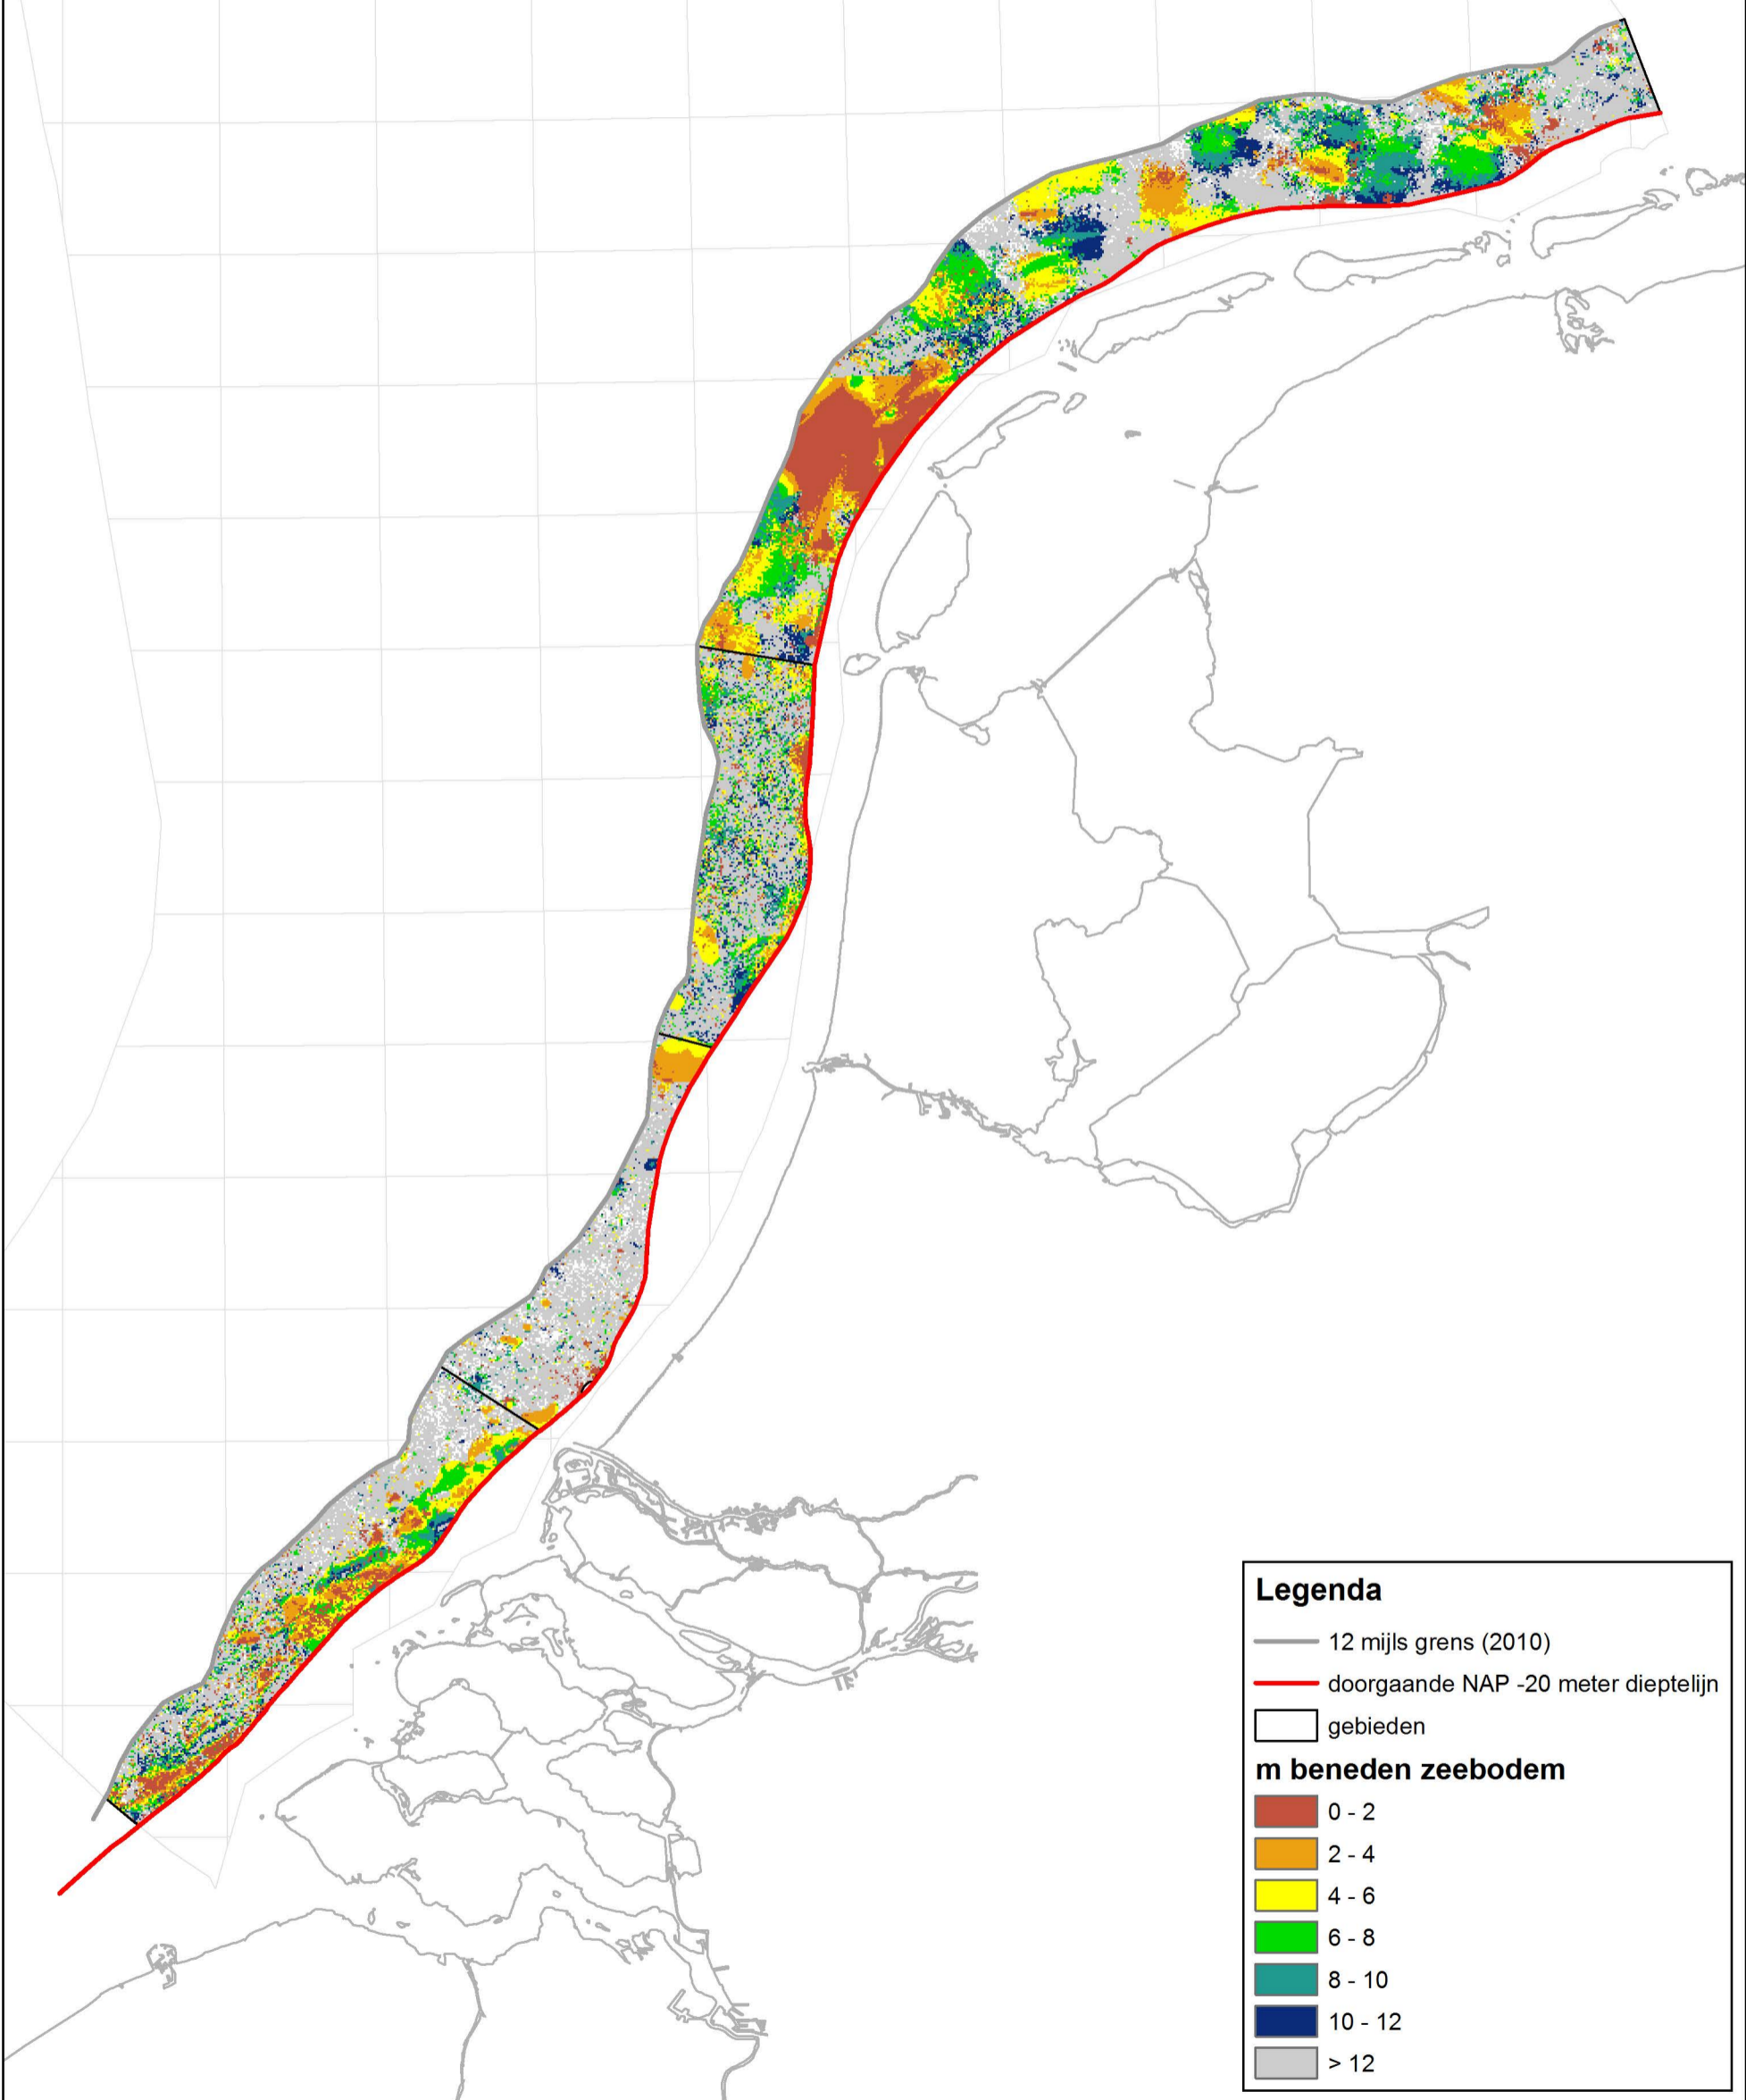 Legenda
12 mijls grens (2010)
doorgaande NAP -20 meter dieptelijn
gebieden
m beneden zeebodem
0 - 2
2 - 4
4 - 6
6 - 8
8 - 10
10 - 12
> 12